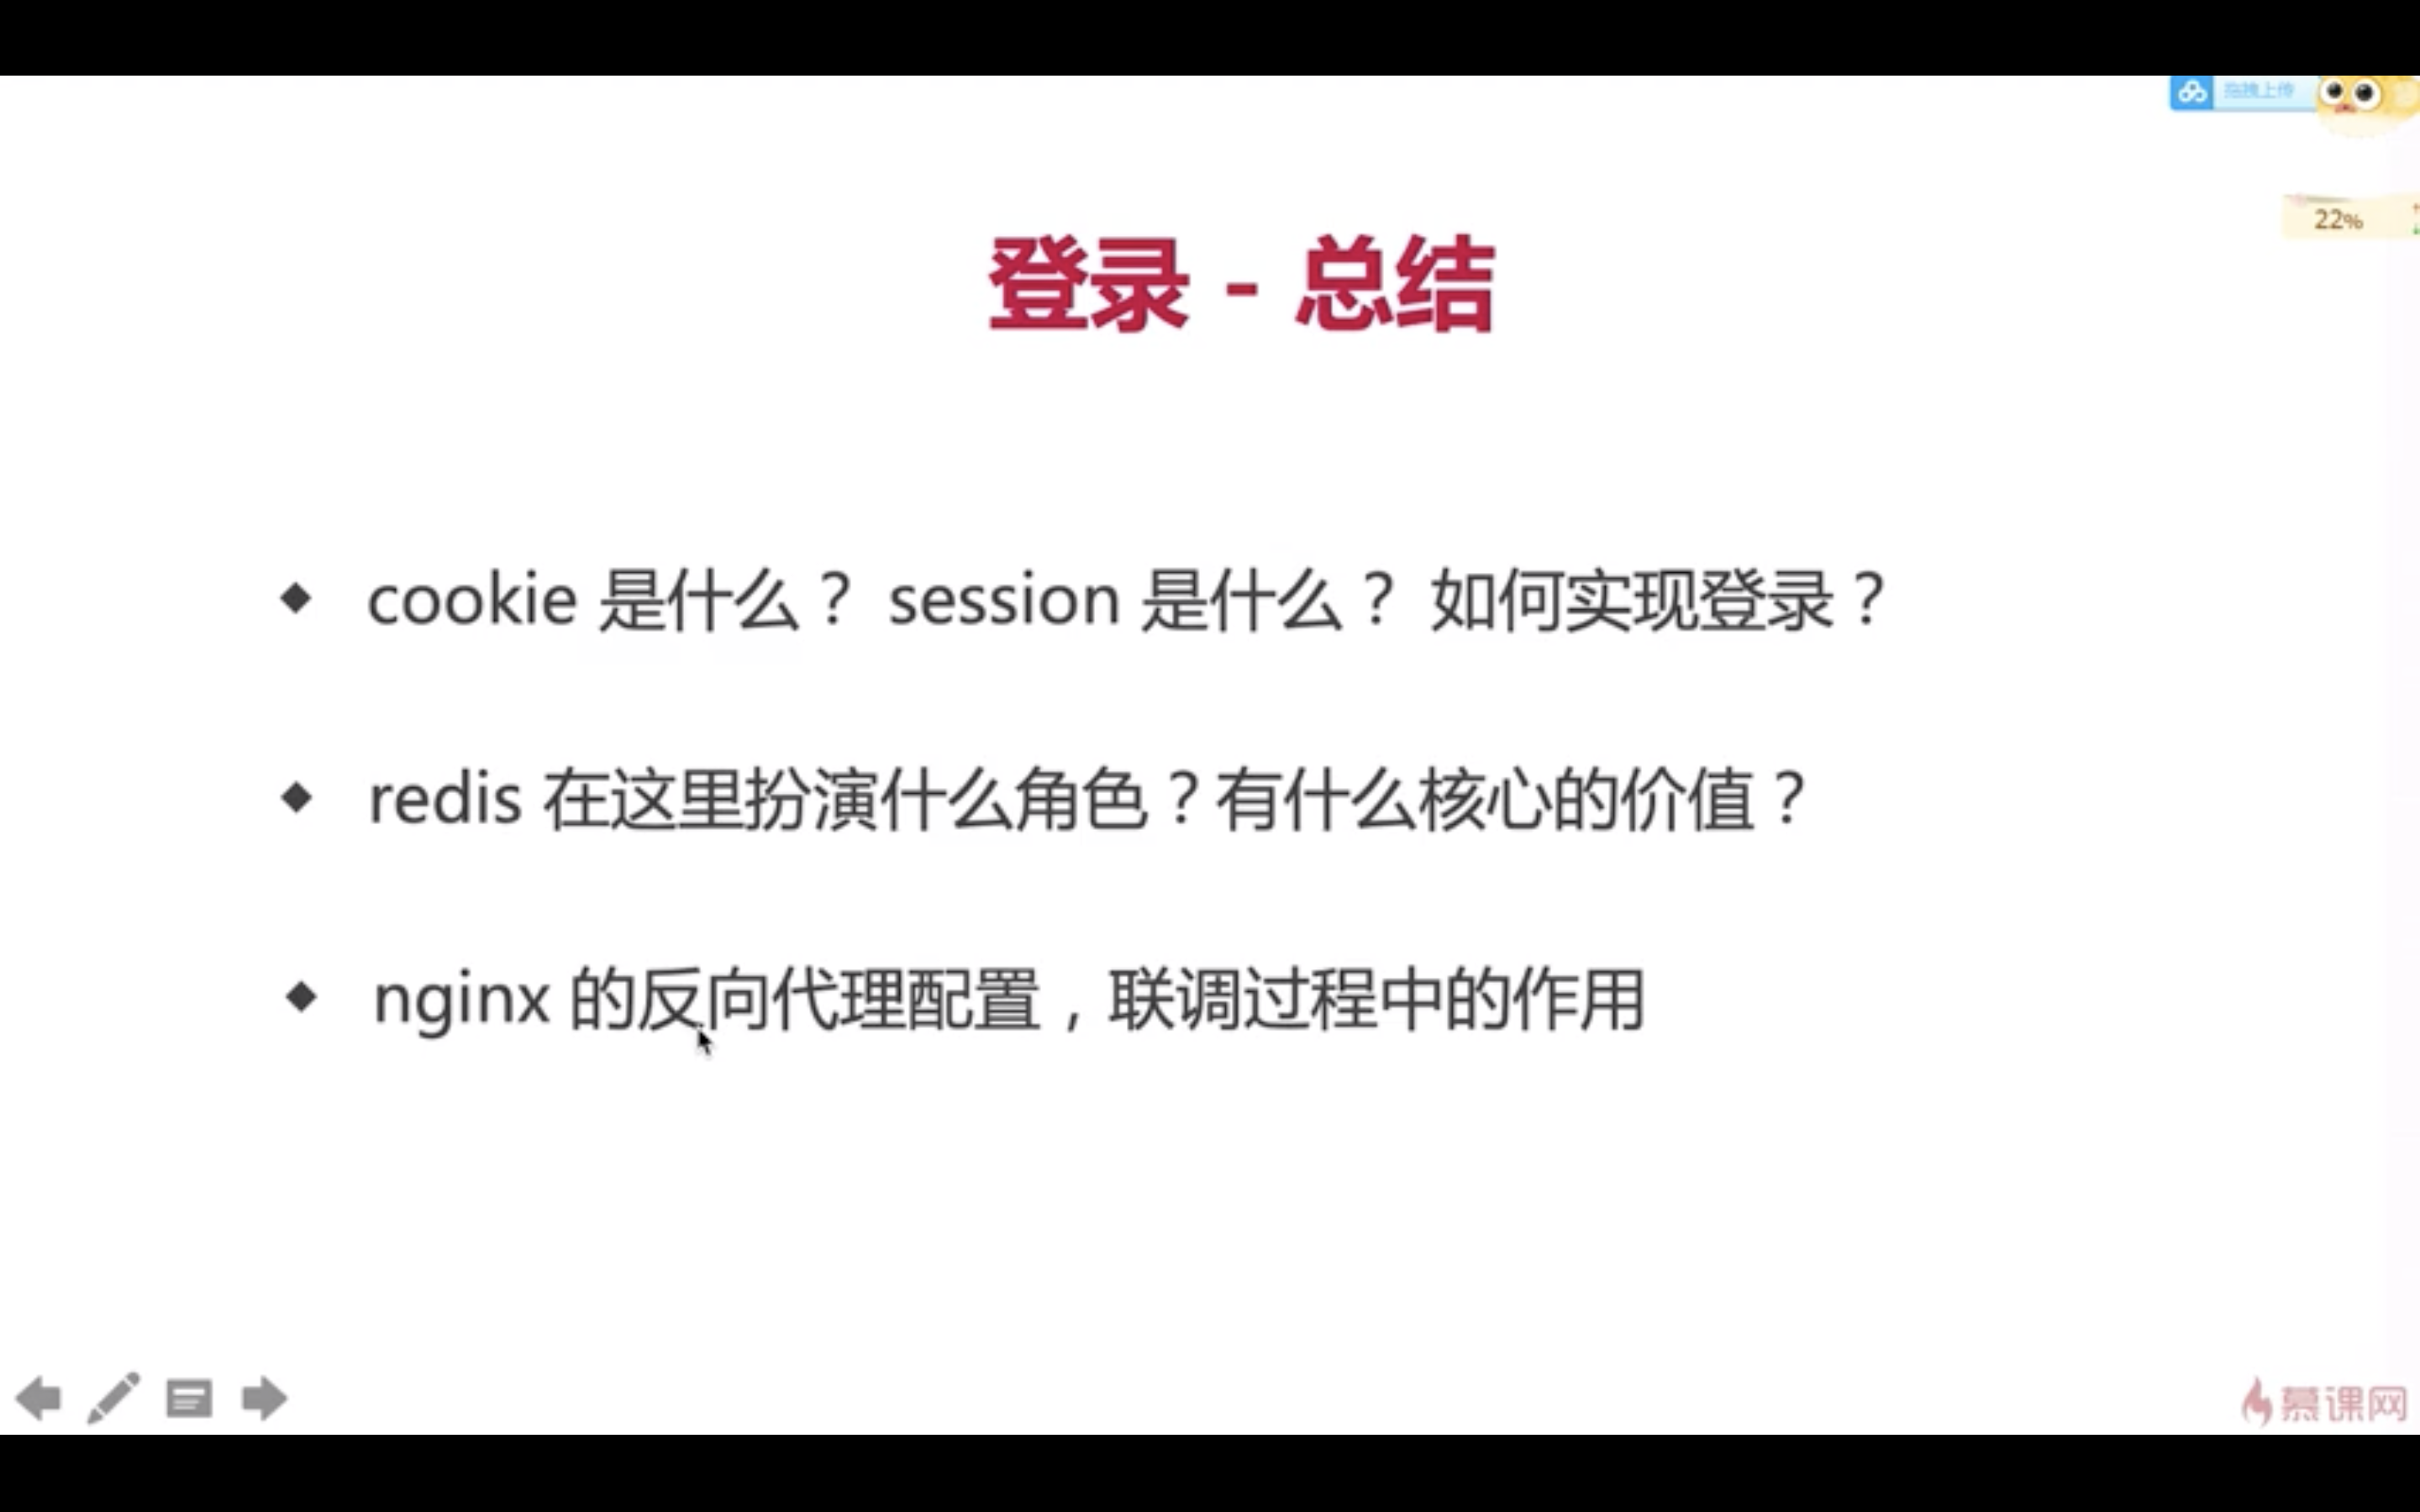 拖拽上传
22%
登录 - 总结
◆ cookie 是什么？ session 是什么？ 如何实现登录？
◆ redis 在这里扮演什么角色？有什么核心的价值？
◆ nginx 的反向代理配置，联调过程中的作用
慕课网